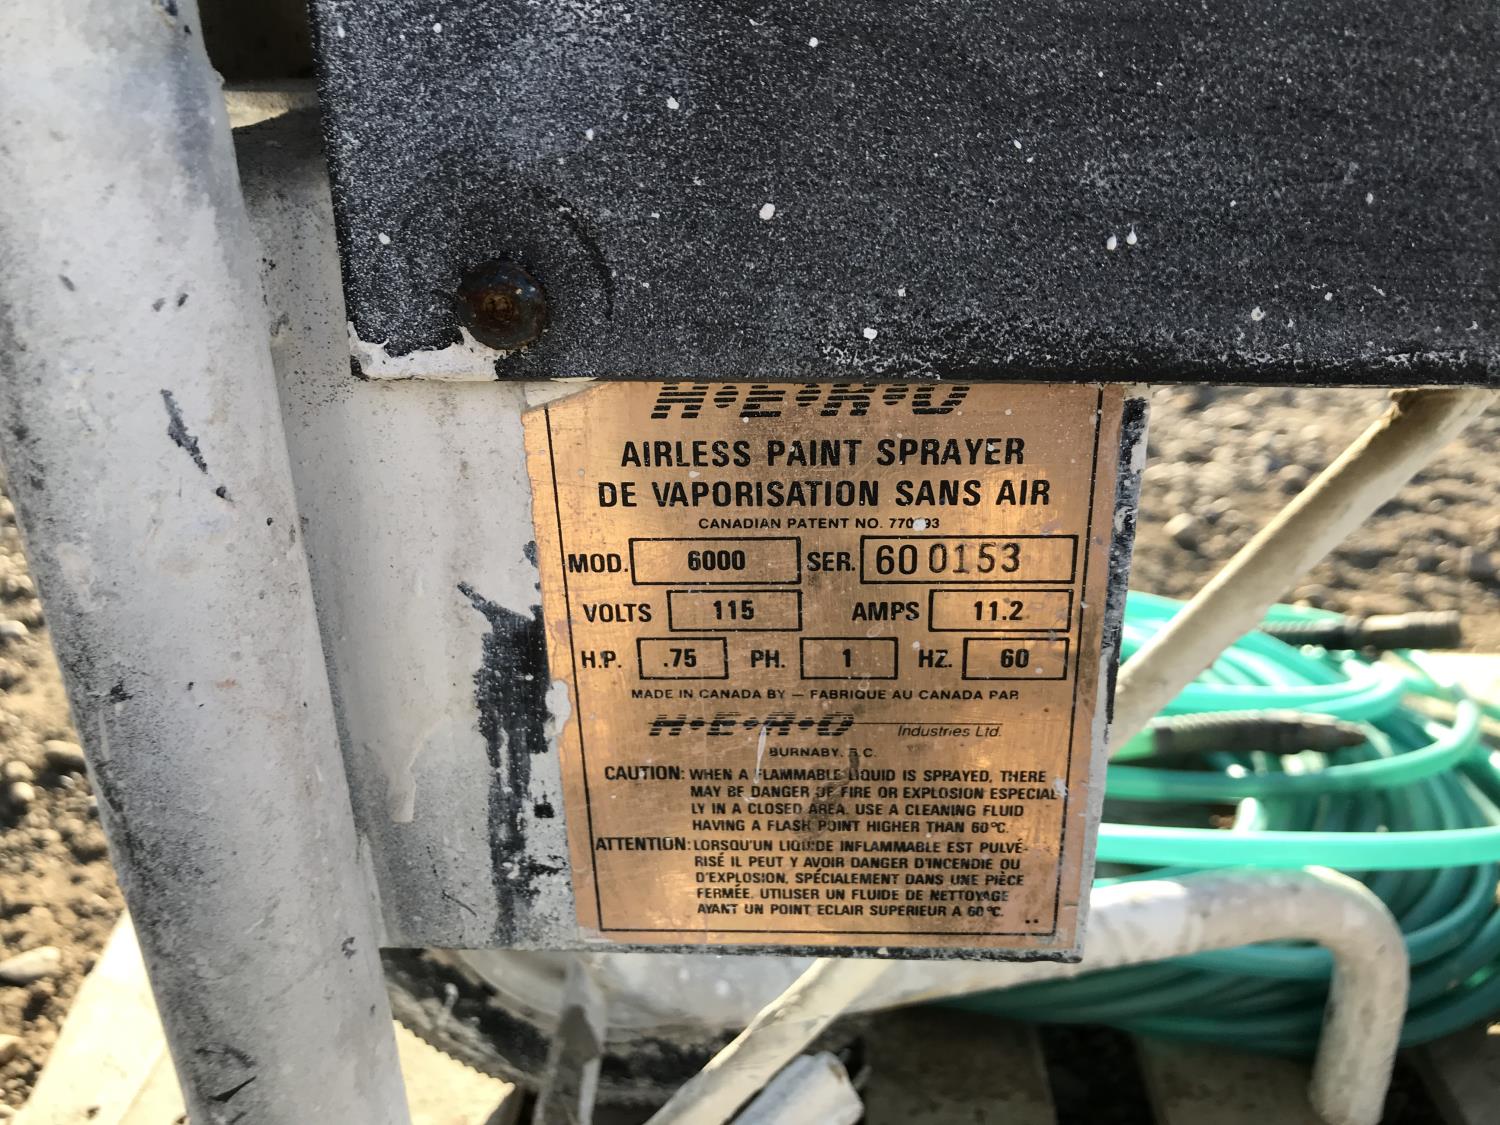 H•E•R•O
AIRLESS PAINT SPRAYER
DE VAPORISATION SANS AIR
CANADIAN PATENT NO.
MOD. 6000 SER. 60 0153
VOLTS 115 AMPS 11.2
H.P. .75 PH. 1 HZ. 60
MADE IN CANADA BY — FABRIQUE AU CANADA PAR
H•E•R•O Industries Ltd.
BURNABY, B.C.
CAUTION: WHEN A FLAMMABLE LIQUID IS SPRAYED, THERE
MAY BE DANGER OF FIRE OR EXPLOSION ESPECIAL-
LY IN A CLOSED AREA. USE A CLEANING FLUID
HAVING A FLASH POINT HIGHER THAN 60°C.
ATTENTION: LORSQU'UN LIQUIDE INFLAMMABLE EST PULVÉ-
RISÉ IL PEUT Y AVOIR DANGER D'INCENDIE OU
D'EXPLOSION, SPÉCIALEMENT DANS UNE PIÈCE
FERMÉE. UTILISER UN FLUIDE DE NETTOYAGE
AYANT UN POINT ECLAIR SUPERIEUR A 60°C.